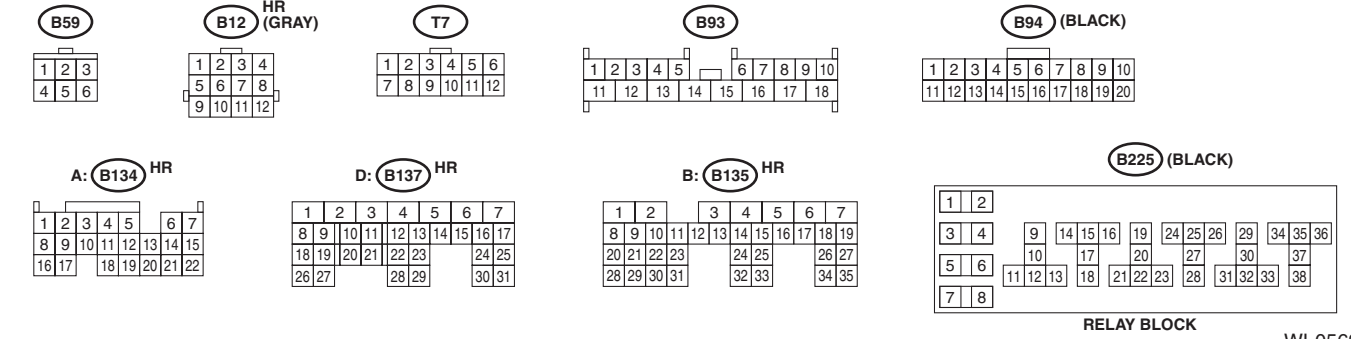 B59
1 2 3
4 5 6
B12 HR (GRAY)
1 2 3 4
5 6 7 8
9 10 11 12
T7
1 2 3 4 5 6
7 8 9 10 11 12
B93
1 2 3 4 5 6 7 8 9 10
11 12 13 14 15 16 17 18
B94 (BLACK)
1 2 3 4 5 6 7 8 9 10
11 12 13 14 15 16 17 18 19 20
A: B134 HR
1 2 3 4 5 6 7
8 9 10 11 12 13 14 15
16 17 18 19 20 21 22
D: B137 HR
1 2 3 4 5 6 7
8 9 10 11 12 13 14 15 16 17
18 19 20 21 22 23 24 25
26 27 28 29 30 31
B: B135 HR
1 2 3 4 5 6 7
8 9 10 11 12 13 14 15 16 17 18 19
20 21 22 23 24 25 26 27
28 29 30 31 32 33 34 35
B225 (BLACK)
1 2
3 4 9 14 15 16 19 24 25 26 29 34 35 36
10 17 20 27 30 37
5 6 11 12 13 18 21 22 23 28 31 32 33 38
7 8
RELAY BLOCK